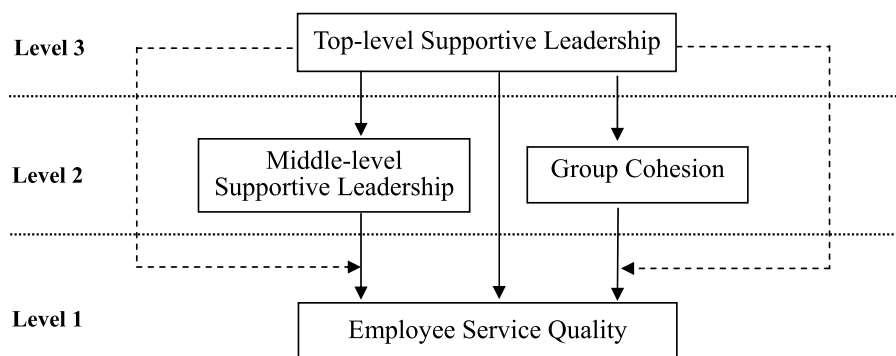 Level 3
Top-level Supportive Leadership
Level 2
Middle-level
Supportive Leadership
Group Cohesion
Level 1
Employee Service Quality